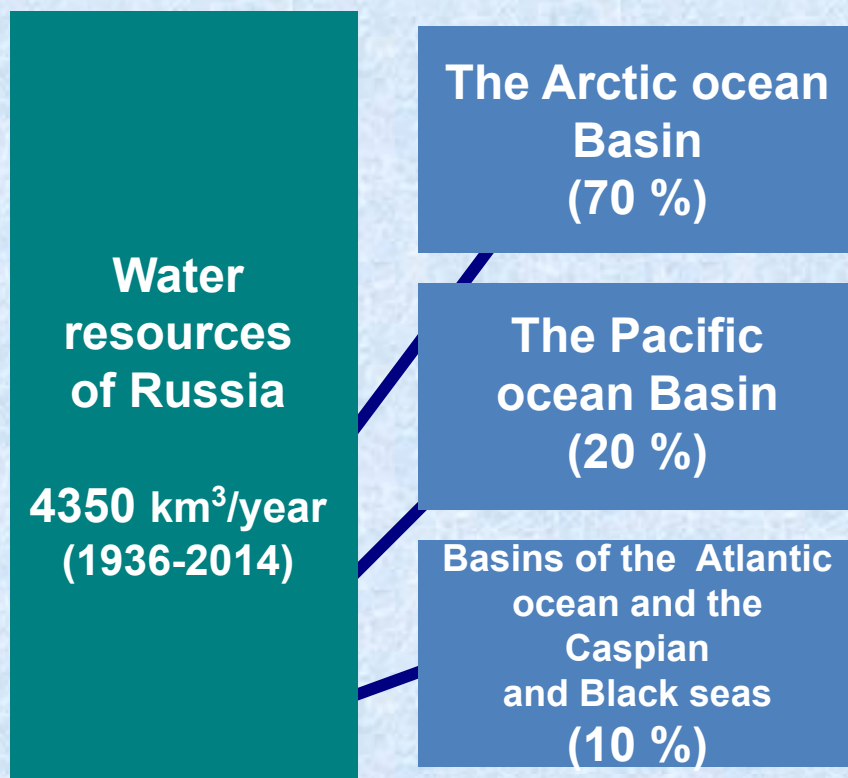 Water
resources
of Russia
4350 km³/year
(1936-2014)
The Arctic ocean
Basin
(70 %)
The Pacific
ocean Basin
(20 %)
Basins of the Atlantic
ocean and the
Caspian
and Black seas
(10 %)